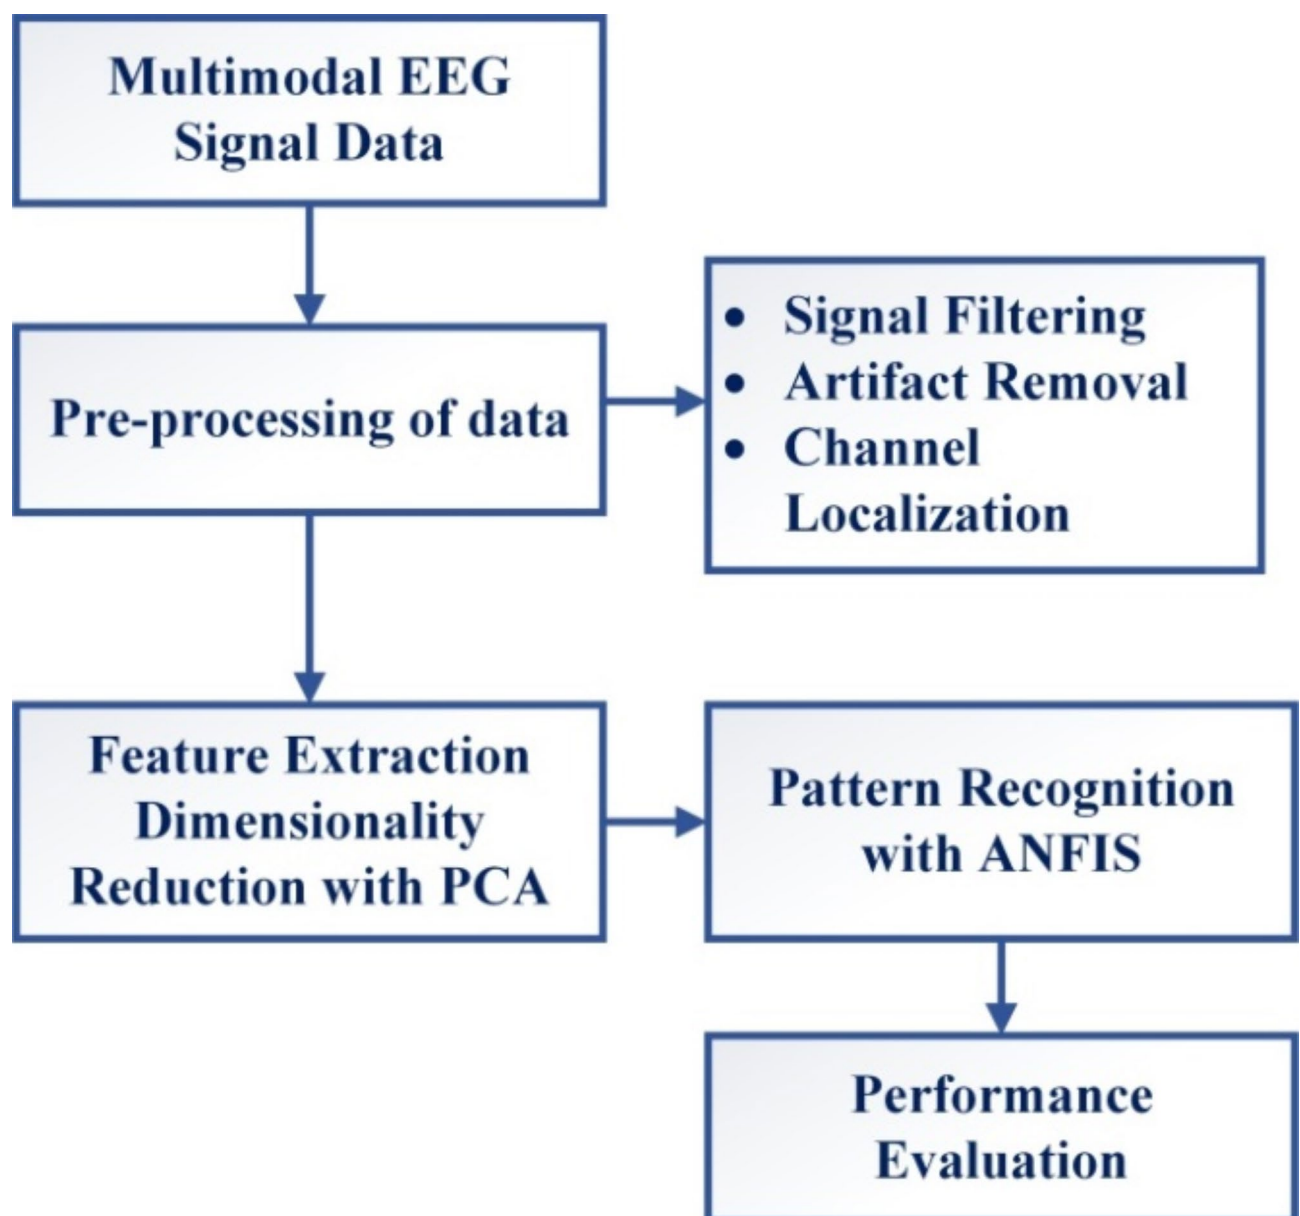 Multimodal EEG
Signal Data
Pre-processing of data
• Signal Filtering
• Artifact Removal
• Channel
Localization
Feature Extraction
Dimensionality
Reduction with PCA
Pattern Recognition
with ANFIS
Performance
Evaluation